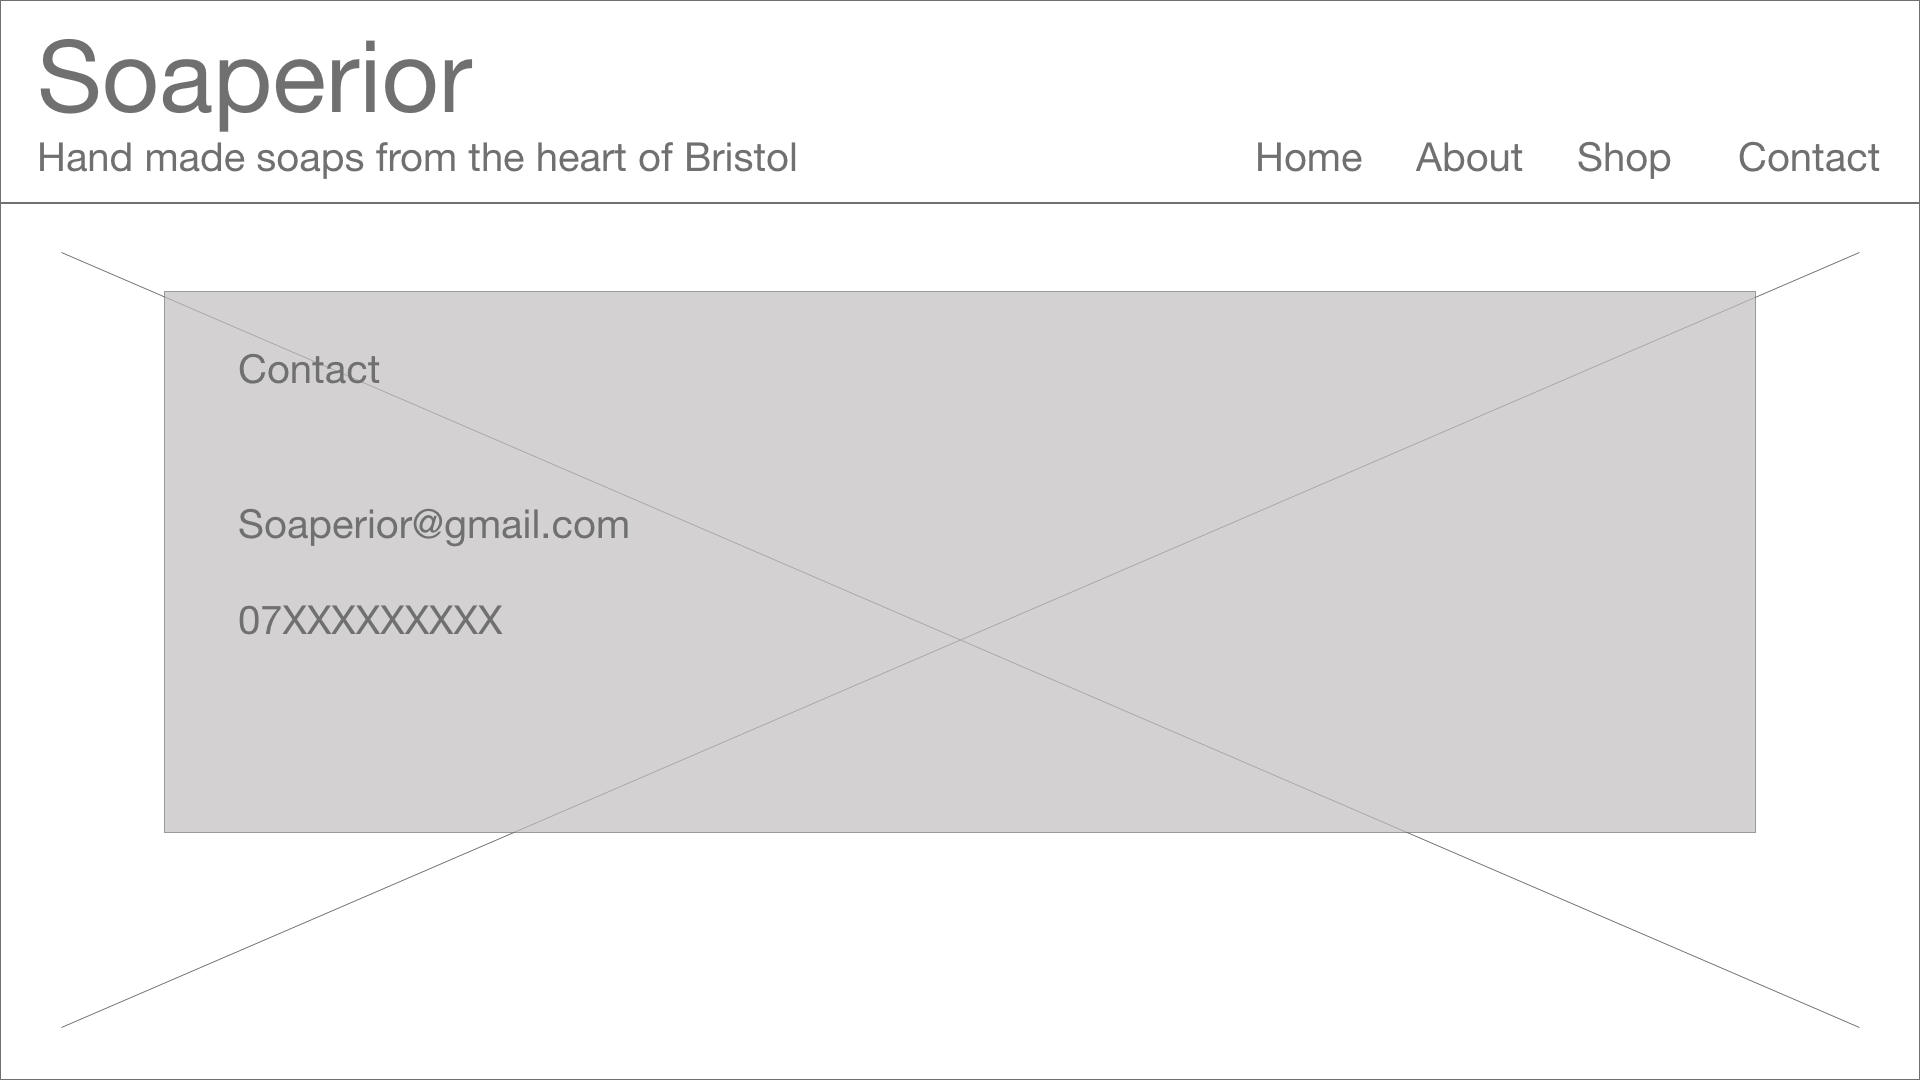 Soaperior
Hand made soaps from the heart of Bristol
Home About Shop Contact
Contact
Soaperior@gmail.com
07XXXXXXXXX